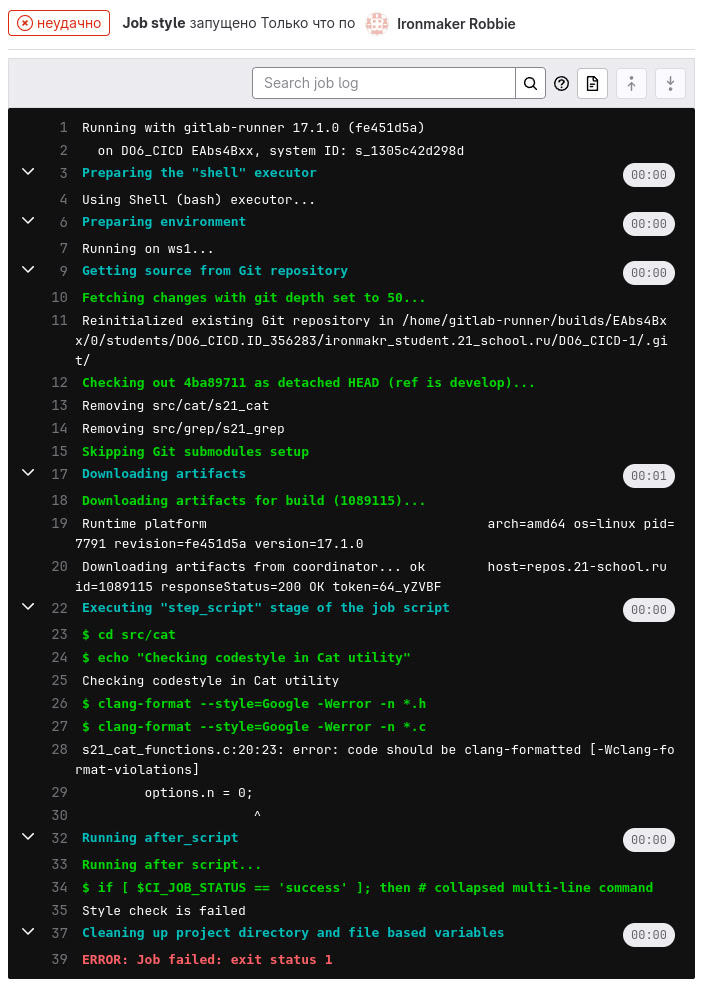 неудачно Job style запущено Только что по Ironmaker Robbie
Search job log
1 Running with gitlab-runner 17.1.0 (fe451d5a)
2 on DO6_CICD EAbs4Bxx, system ID: s_1305c42d298d
3 Preparing the "shell" executor 00:00
4 Using Shell (bash) executor...
6 Preparing environment 00:00
7 Running on ws1...
9 Getting source from Git repository 00:00
10 Fetching changes with git depth set to 50...
11 Reinitialized existing Git repository in /home/gitlab-runner/builds/EAbs4Bx
x/0/students/DO6_CICD.ID_356283/ironmakr_student.21_school.ru/DO6_CICD-1/.gi
t/
12 Checking out 4ba89711 as detached HEAD (ref is develop)...
13 Removing src/cat/s21_cat
14 Removing src/grep/s21_grep
15 Skipping Git submodules setup
17 Downloading artifacts 00:01
18 Downloading artifacts for build (1089115)...
19 Runtime platform arch=amd64 os=linux pid=
7791 revision=fe451d5a version=17.1.0
20 Downloading artifacts from coordinator... ok host=repos.21-school.ru
id=1089115 responseStatus=200 OK token=64_yZVBF
22 Executing "step_script" stage of the job script 00:00
23 $ cd src/cat
24 $ echo "Checking codestyle in Cat utility"
25 Checking codestyle in Cat utility
26 $ clang-format --style=Google -Werror -n *.h
27 $ clang-format --style=Google -Werror -n *.c
28 s21_cat_functions.c:20:23: error: code should be clang-formatted [-Wclang-fo
rmat-violations]
29 options.n = 0;
30 ^
32 Running after_script 00:00
33 Running after script...
34 $ if [ $CI_JOB_STATUS == 'success' ]; then # collapsed multi-line command
35 Style check is failed
37 Cleaning up project directory and file based variables 00:00
39 ERROR: Job failed: exit status 1